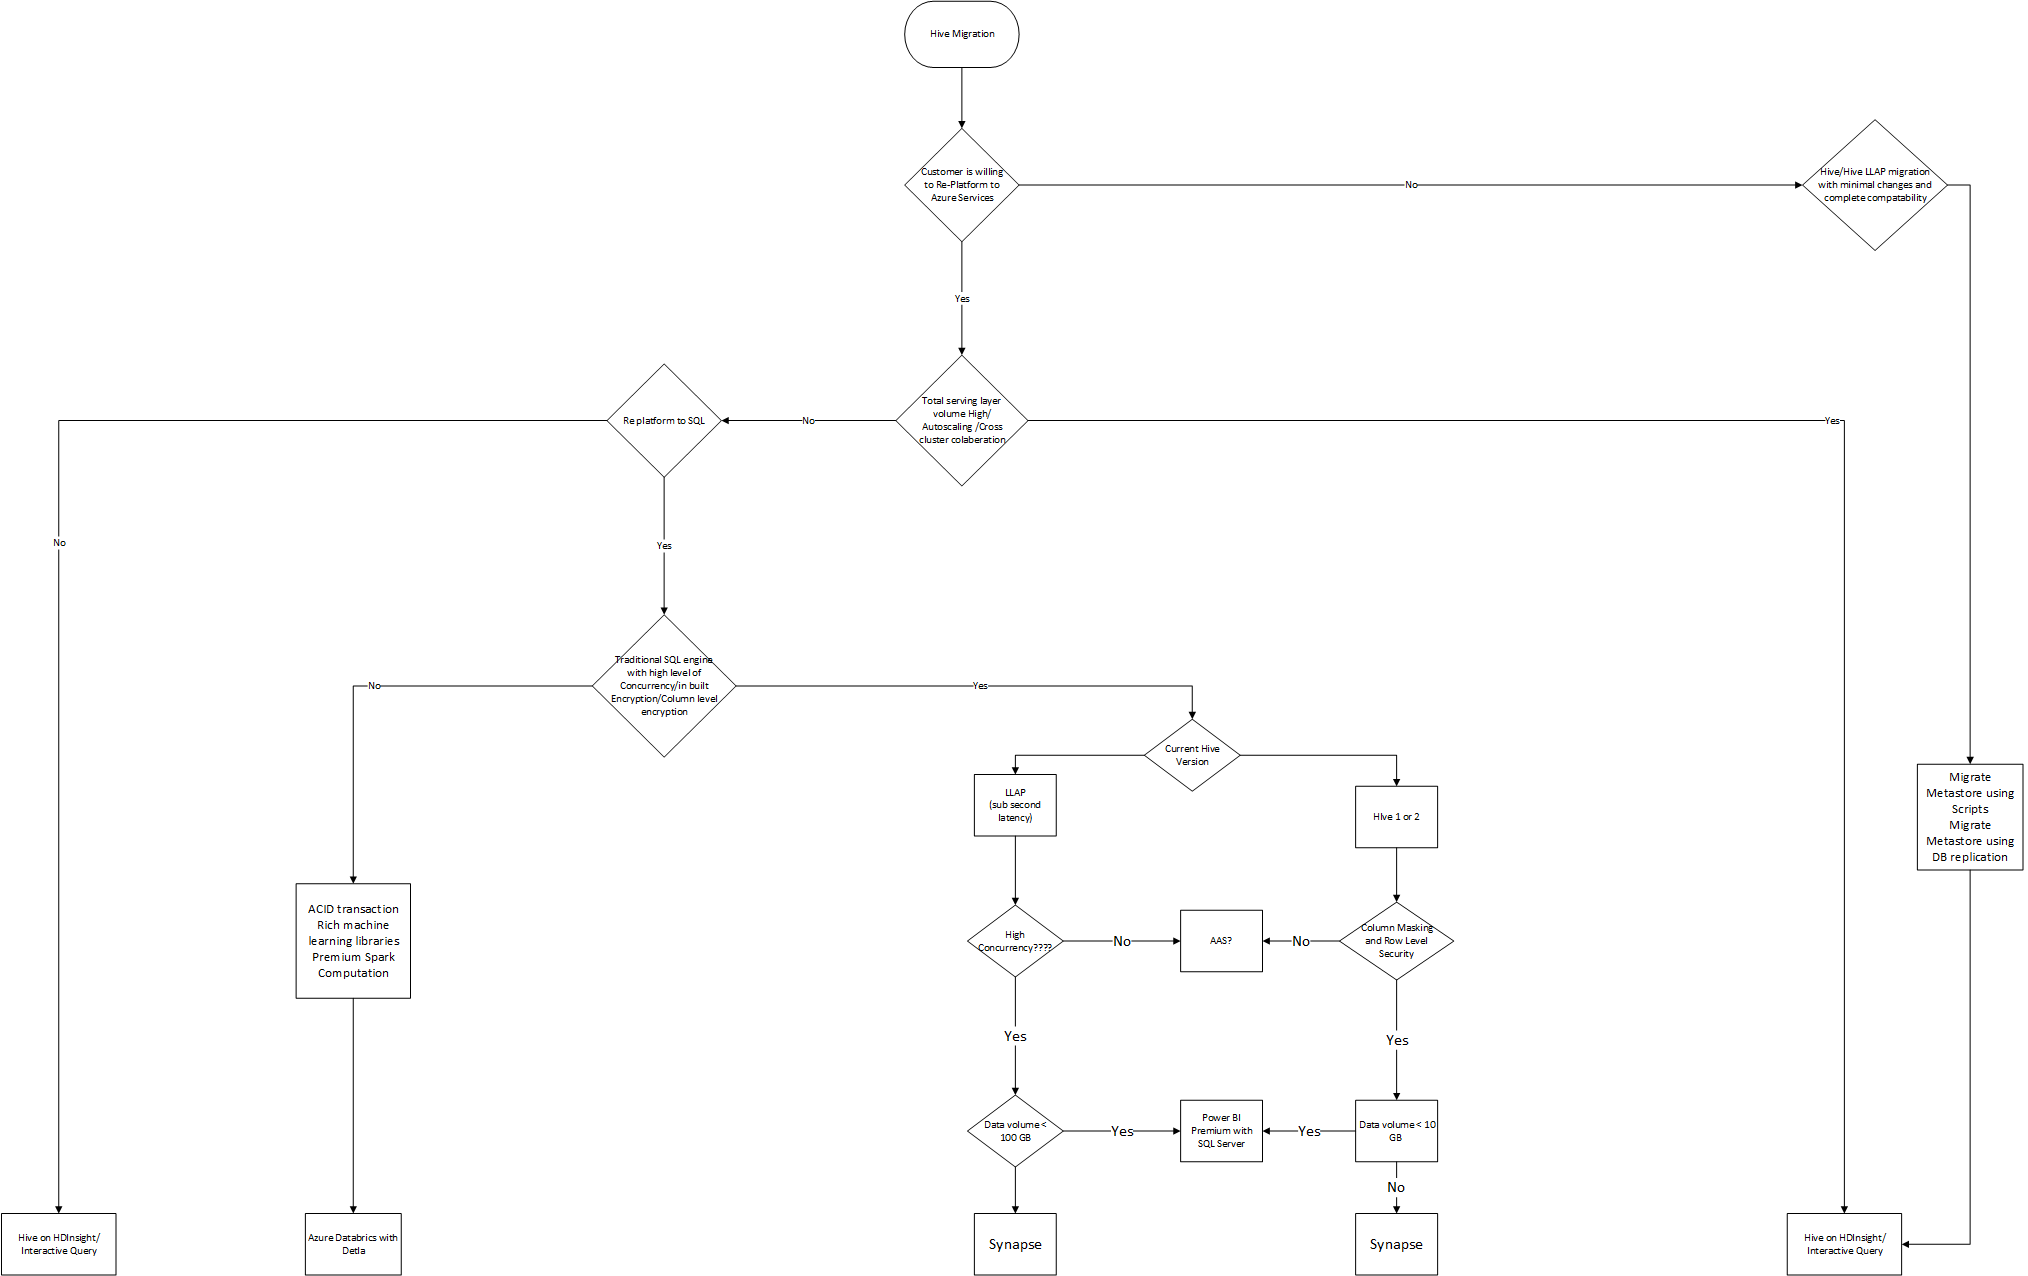 Hive Migration
Customer is willing
to Re-Platform to
Azure Services
No
Hive/Hive LLAP migration
with minimal changes and
complete compatability
Yes
Re platform to SQL
No
Total serving layer
volume High/
Autoscaling /Cross
cluster colaberation
Yes
No
Yes
Traditional SQL engine
with high level of
Concurrency/in built
Encryption/Column level
encryption
No
Yes
Current Hive
Version
LLAP
(sub second
latency)
HIve 1 or 2
Migrate
Metastore using
Scripts
Migrate
Metastore using
DB replication
ACID transaction
Rich machine
learning libraries
Premium Spark
Computation
High
Concurrency????
No
AAS?
No
Column Masking
and Row Level
Security
Yes
Yes
Data volume <
100 GB
Yes
Power BI
Premium with
SQL Server
Yes
Data volume < 10
GB
No
Hive on HDInsight/
Interactive Query
Azure Databrics with
Detla
Synapse
Synapse
Hive on HDInsight/
Interactive Query